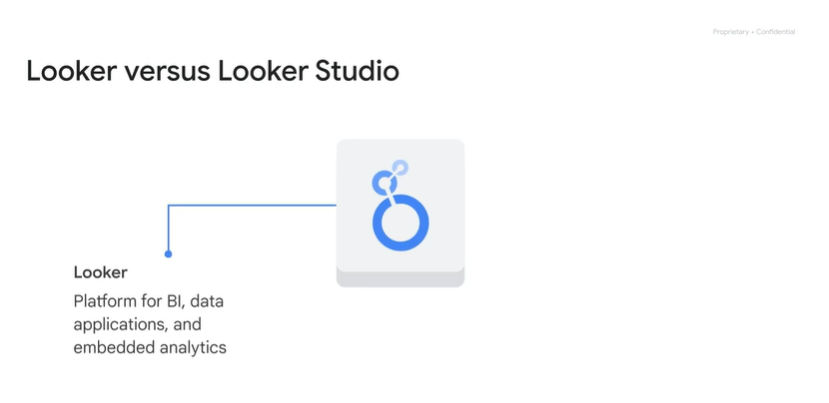 Proprietary + Confidential
Looker versus Looker Studio
Looker
Platform for BI, data
applications, and
embedded analytics